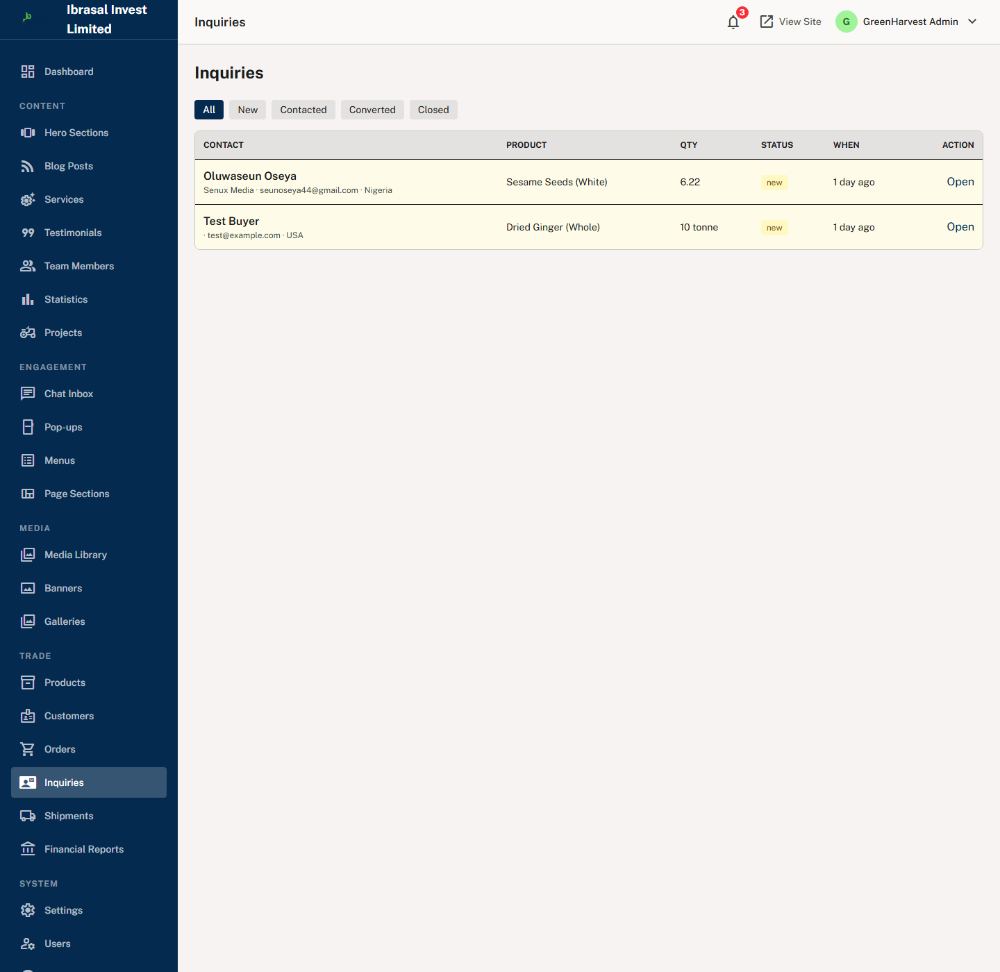 Ibrasal Invest
Limited
Dashboard
CONTENT
Hero Sections
Blog Posts
Services
Testimonials
Team Members
Statistics
Projects
ENGAGEMENT
Chat Inbox
Pop-ups
Menus
Page Sections
MEDIA
Media Library
Banners
Galleries
TRADE
Products
Customers
Orders
Inquiries
Shipments
Financial Reports
SYSTEM
Settings
Users
Inquiries
3
View Site
G
GreenHarvest Admin
Inquiries
All New Contacted Converted Closed
CONTACT PRODUCT QTY STATUS WHEN ACTION
Oluwaseun Oseya
Senux Media · seunoseya44@gmail.com · Nigeria
Sesame Seeds (White) 6.22 new 1 day ago Open
Test Buyer
· test@example.com · USA
Dried Ginger (Whole) 10 tonne new 1 day ago Open